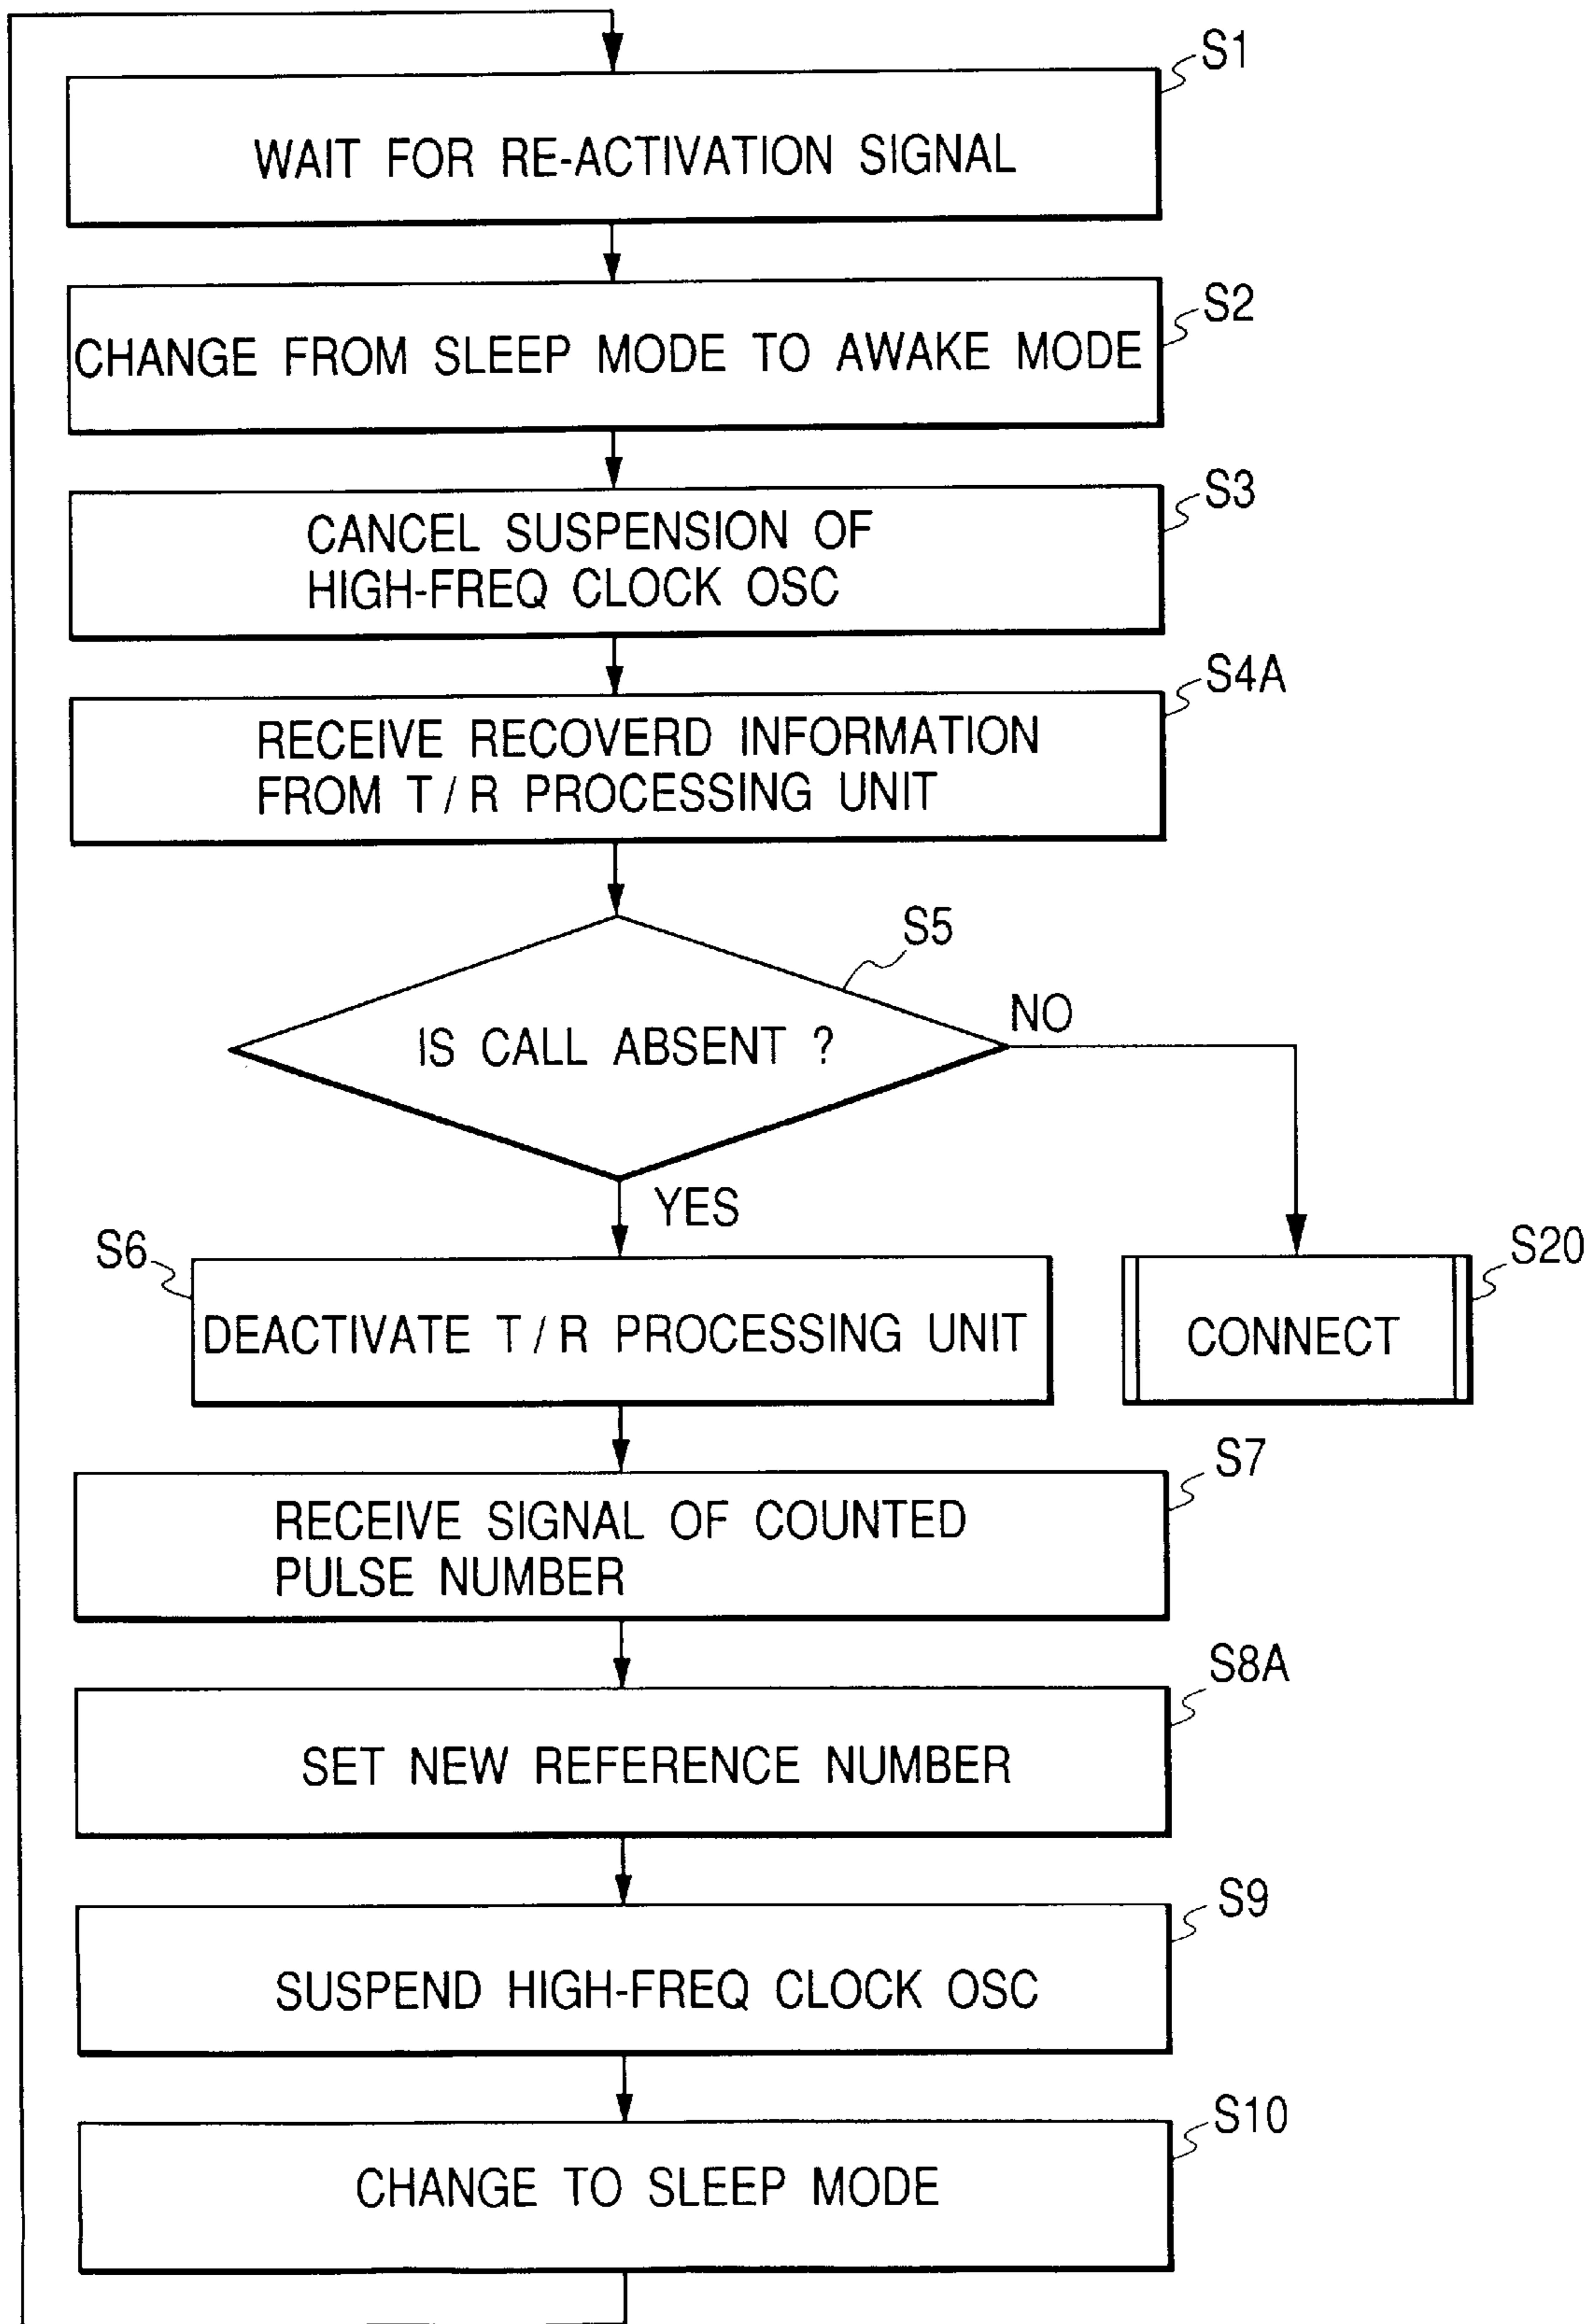 S1
WAIT FOR RE-ACTIVATION SIGNAL
S2
CHANGE FROM SLEEP MODE TO AWAKE MODE
S3
CANCEL SUSPENSION OF
HIGH-FREQ CLOCK OSC
S4A
RECEIVE RECOVERD INFORMATION
FROM T/R PROCESSING UNIT
S5
IS CALL ABSENT ?
NO
YES
S6
DEACTIVATE T/R PROCESSING UNIT
S20
CONNECT
S7
RECEIVE SIGNAL OF COUNTED
PULSE NUMBER
S8A
SET NEW REFERENCE NUMBER
S9
SUSPEND HIGH-FREQ CLOCK OSC
S10
CHANGE TO SLEEP MODE